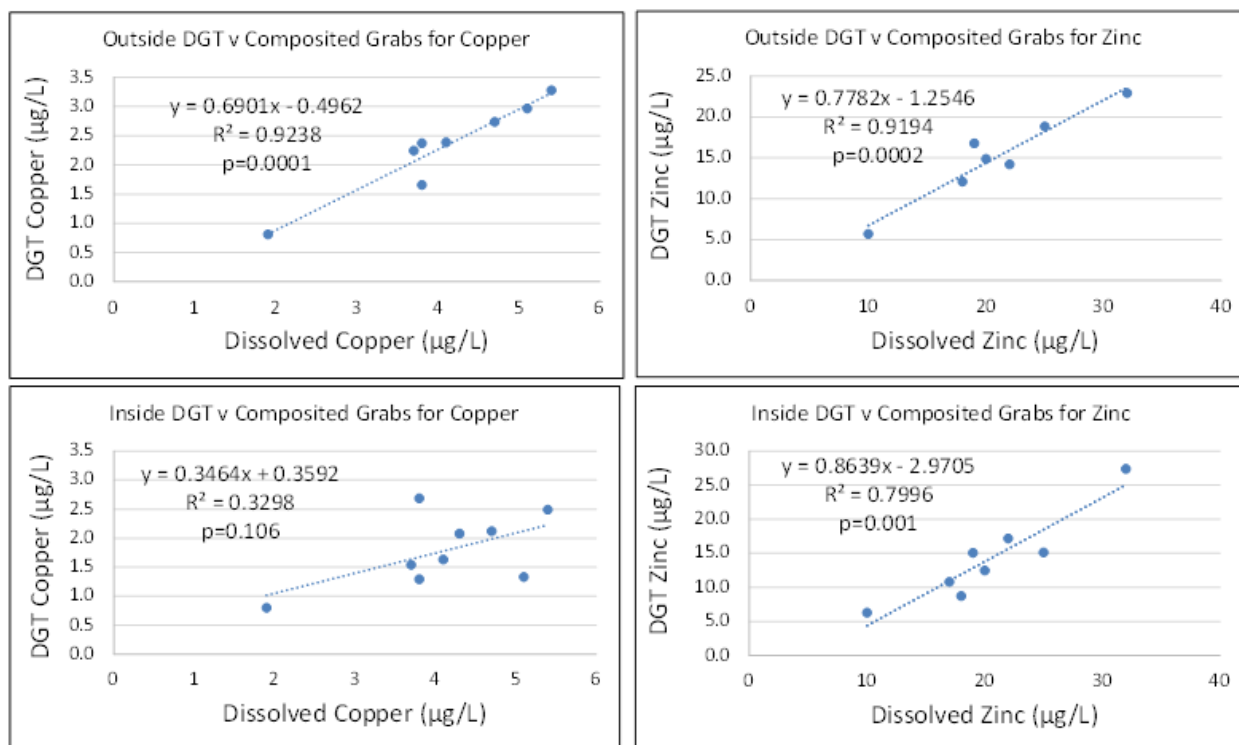 Outside DGT v Composited Grabs for Copper
DGT Copper (µg/L)
3.5
3.0
2.5
2.0
1.5
1.0
0.5
0.0
y = 0.6901x - 0.4962
R² = 0.9238
p=0.0001
0 1 2 3 4 5 6
Dissolved Copper (µg/L)
Outside DGT v Composited Grabs for Zinc
DGT Zinc (µg/L)
25.0
20.0
15.0
10.0
5.0
0.0
y = 0.7782x - 1.2546
R² = 0.9194
p=0.0002
0 10 20 30 40
Dissolved Zinc (µg/L)
Inside DGT v Composited Grabs for Copper
DGT Copper (µg/L)
3.5
3.0
2.5
2.0
1.5
1.0
0.5
0.0
y = 0.3464x + 0.3592
R² = 0.3298
p=0.106
0 1 2 3 4 5 6
Dissolved Copper (µg/L)
Inside DGT v Composited Grabs for Zinc
DGT Zinc (µg/L)
30.0
25.0
20.0
15.0
10.0
5.0
0.0
y = 0.8639x - 2.9705
R² = 0.7996
p=0.001
0 10 20 30 40
Dissolved Zinc (µg/L)